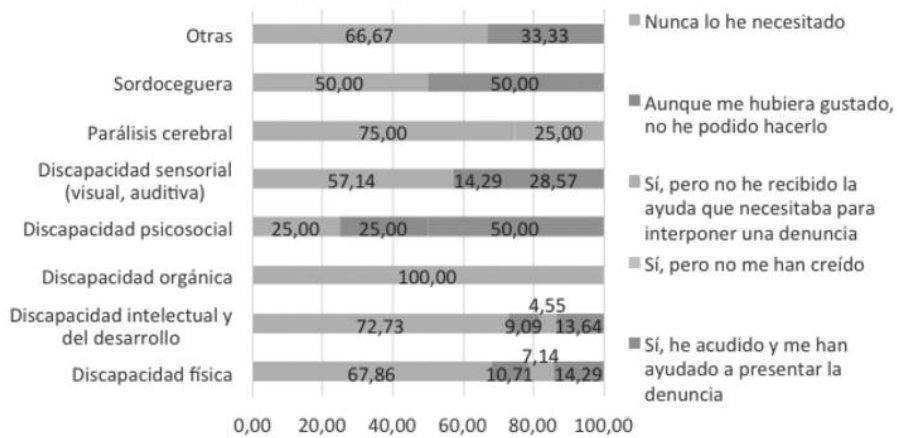 Otras
66,67 33,33
Sordoceguera
50,00 50,00
Parálisis cerebral
75,00 25,00
Discapacidad sensorial
(visual, auditiva)
57,14 14,29 28,57
Discapacidad psicosocial
25,00 25,00 50,00
Discapacidad orgánica
100,00
Discapacidad intelectual y
del desarrollo
4,55
72,73 9,09 13,64
Discapacidad física
7,14
67,86 10,71 14,29
0,00 20,00 40,00 60,00 80,00 100,00
Nunca lo he necesitado
Aunque me hubiera gustado,
no he podido hacerlo
Sí, pero no he recibido la
ayuda que necesitaba para
interponer una denuncia
Sí, pero no me han creído
Sí, he acudido y me han
ayudado a presentar la
denuncia